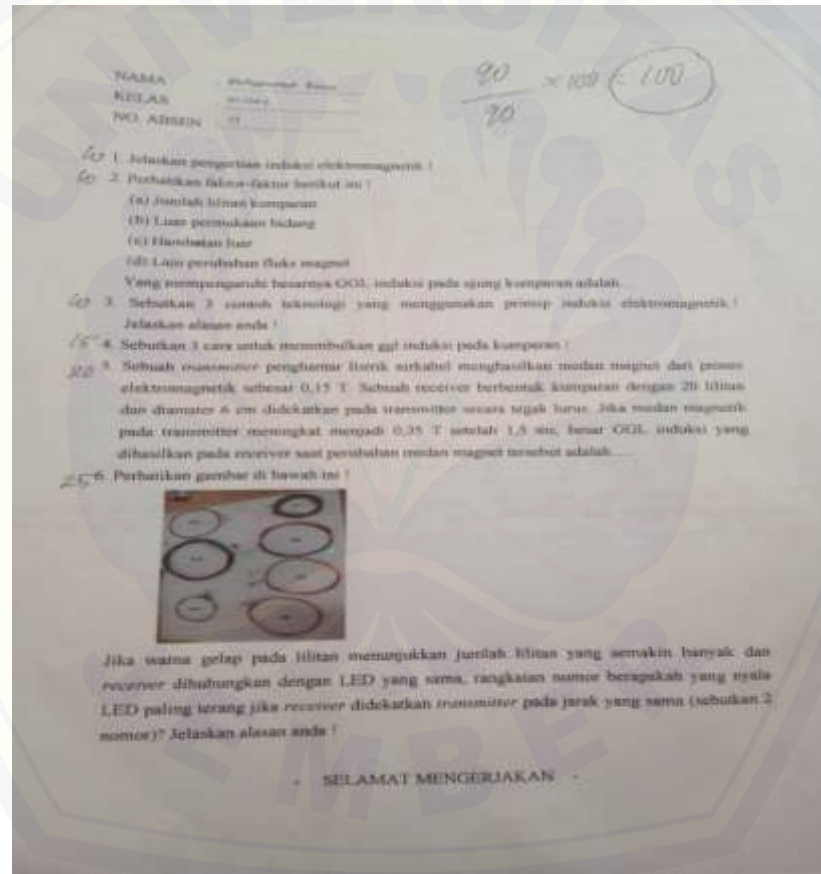 90 × 100 = 100
90
NAMA
KELAS
NO. ABSEN
10 1. Jelaskan pengertian induksi elektromagnetik !
10 2. Perhatikan faktor-faktor berikut ini !
(a) Jumlah lilitan kumparan
(b) Luas permukaan bidang
(c) Hambatan luar
(d) Laju perubahan fluks magnet
Yang mempengaruhi besarnya GGL induksi pada ujung kumparan adalah....
10 3. Sebutkan 3 contoh teknologi yang menggunakan prinsip induksi elektromagnetik !
Jelaskan alasan anda !
15 4. Sebutkan 3 cara untuk menimbulkan ggl induksi pada kumparan !
20 5. Sebuah transmitter penghantar listrik nirkabel menghasilkan medan magnet dari proses
elektromagnetik sebesar 0,15 T. Sebuah receiver berbentuk kumparan dengan 20 lilitan
dan diameter 6 cm didekatkan pada transmitter secara tegak lurus. Jika medan magnetik
pada transmitter meningkat menjadi 0,35 T setelah 1,5 sec, besar GGL induksi yang
dihasilkan pada receiver saat perubahan medan magnet tersebut adalah....
25 6. Perhatikan gambar di bawah ini !
Jika warna gelap pada lilitan menunjukkan jumlah lilitan yang semakin banyak dan
receiver dihubungkan dengan LED yang sama, rangkaian nomor berapakah yang nyala
LED paling terang jika receiver didekatkan transmitter pada jarak yang sama (sebutkan 2
nomor)? Jelaskan alasan anda !
- SELAMAT MENGERJAKAN -
UNIVERSITAS
JEMBER